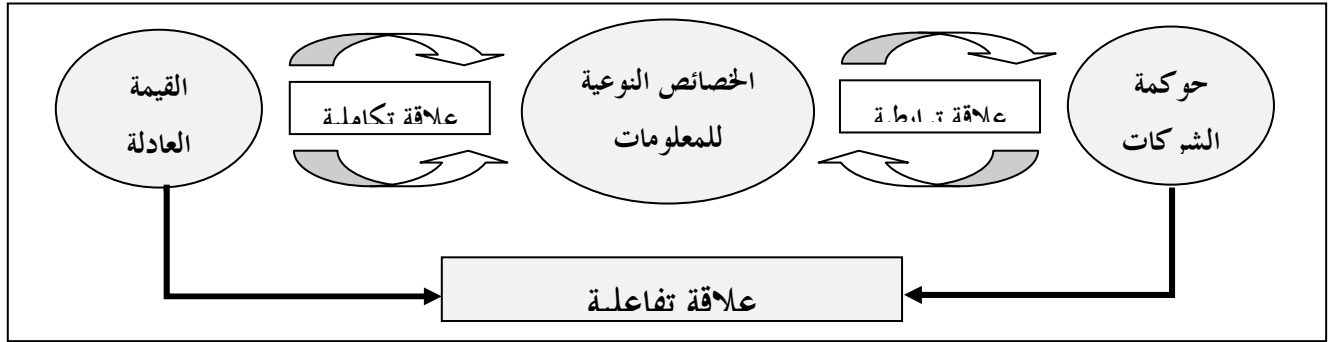 حوكمة
الشركات
علاقة ترابطية
الخصائص النوعية
للمعلومات
علاقة تكاملية
القيمة
العادلة
علاقة تفاعلية